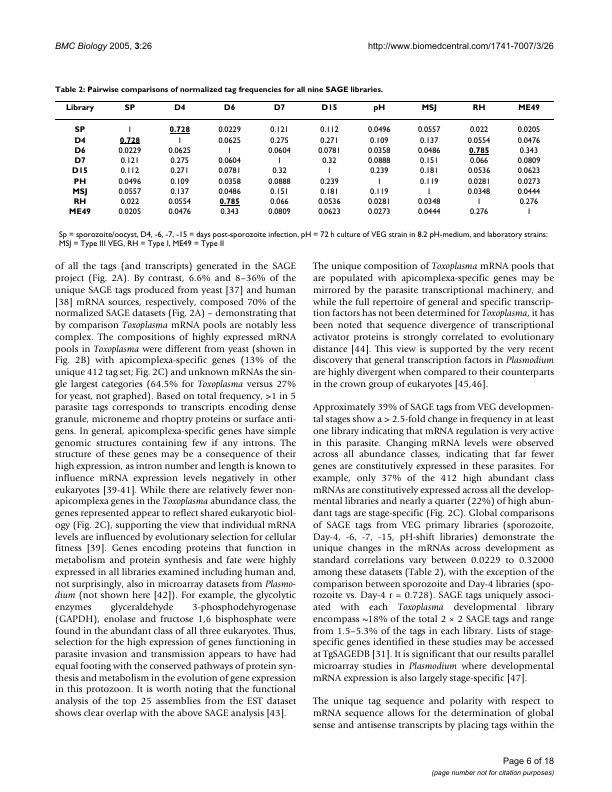 BMC Biology 2005, 3:26
http://www.biomedcentral.com/1741-7007/3/26
Table 2: Pairwise comparisons of normalized tag frequencies for all nine SAGE libraries.
Library SP D4 D6 D7 D15 pH MSJ RH ME49
SP 1 0.728 0.0229 0.121 0.112 0.0496 0.0557 0.022 0.0205
D4 0.728 1 0.0625 0.275 0.271 0.109 0.137 0.0554 0.0476
D6 0.0229 0.0625 1 0.0604 0.0781 0.0358 0.0486 0.785 0.343
D7 0.121 0.275 0.0604 1 0.32 0.0888 0.151 0.066 0.0809
D15 0.112 0.271 0.0781 0.32 1 0.239 0.181 0.0536 0.0623
PH 0.0496 0.109 0.0358 0.0888 0.239 1 0.119 0.0281 0.0273
MSJ 0.0557 0.137 0.0486 0.151 0.181 0.119 1 0.0348 0.0444
RH 0.022 0.0554 0.785 0.066 0.0536 0.0281 0.0348 1 0.276
ME49 0.0205 0.0476 0.343 0.0809 0.0623 0.0273 0.0444 0.276 1
Sp = sporozoite/oocyst, D4, -6, -7, -15 = days post-sporozoite infection, pH = 72 h culture of VEG strain in 8.2 pH-medium, and laboratory strains:
MSJ = Type III VEG, RH = Type I, ME49 = Type II
of all the tags (and transcripts) generated in the SAGE
project (Fig. 2A). By contrast, 6.6% and 8–36% of the
unique SAGE tags produced from yeast [37] and human
[38] mRNA sources, respectively, composed 70% of the
normalized SAGE datasets (Fig. 2A) – demonstrating that
by comparison Toxoplasma mRNA pools are notably less
complex. The compositions of highly expressed mRNA
pools in Toxoplasma were different from yeast (shown in
Fig. 2B) with apicomplexa-specific genes (13% of the
unique 412 tag set; Fig. 2C) and unknown mRNAs the sin-
gle largest categories (64.5% for Toxoplasma versus 27%
for yeast, not graphed). Based on total frequency, >1 in 5
parasite tags corresponds to transcripts encoding dense
granule, microneme and rhoptry proteins or surface anti-
gens. In general, apicomplexa-specific genes have simple
genomic structures containing few if any introns. The
structure of these genes may be a consequence of their
high expression, as intron number and length is known to
influence mRNA expression levels negatively in other
eukaryotes [39-41]. While there are relatively fewer non-
apicomplexa genes in the Toxoplasma abundance class, the
genes represented appear to reflect shared eukaryotic biol-
ogy (Fig. 2C), supporting the view that individual mRNA
levels are influenced by evolutionary selection for cellular
fitness [39]. Genes encoding proteins that function in
metabolism and protein synthesis and fate were highly
expressed in all libraries examined including human and,
not surprisingly, also in microarray datasets from Plasmo-
dium (not shown here [42]). For example, the glycolytic
enzymes glyceraldehyde 3-phosphodehyrogenase
(GAPDH), enolase and fructose 1,6 bisphosphate were
found in the abundant class of all three eukaryotes. Thus,
selection for the high expression of genes functioning in
parasite invasion and transmission appears to have had
equal footing with the conserved pathways of protein syn-
thesis and metabolism in the evolution of gene expression
in this protozoon. It is worth noting that the functional
analysis of the top 25 assemblies from the EST dataset
shows clear overlap with the above SAGE analysis [43].
The unique composition of Toxoplasma mRNA pools that
are populated with apicomplexa-specific genes may be
mirrored by the parasite transcriptional machinery, and
while the full repertoire of general and specific transcrip-
tion factors has not been determined for Toxoplasma, it has
been noted that sequence divergence of transcriptional
activator proteins is strongly correlated to evolutionary
distance [44]. This view is supported by the very recent
discovery that general transcription factors in Plasmodium
are highly divergent when compared to their counterparts
in the crown group of eukaryotes [45,46].
Approximately 39% of SAGE tags from VEG developmen-
tal stages show a > 2.5-fold change in frequency in at least
one library indicating that mRNA regulation is very active
in this parasite. Changing mRNA levels were observed
across all abundance classes, indicating that far fewer
genes are constitutively expressed in these parasites. For
example, only 37% of the 412 high abundant class
mRNAs are constitutively expressed across all the develop-
mental libraries and nearly a quarter (22%) of high abun-
dant tags are stage-specific (Fig. 2C). Global comparisons
of SAGE tags from VEG primary libraries (sporozoite,
Day-4, -6, -7, -15, pH-shift libraries) demonstrate the
unique changes in the mRNAs across development as
standard correlations vary between 0.0229 to 0.32000
among these datasets (Table 2), with the exception of the
comparison between sporozoite and Day-4 libraries (spo-
rozoite vs. Day-4 r = 0.728). SAGE tags uniquely associ-
ated with each Toxoplasma developmental library
encompass ≈18% of the total 2 × 2 SAGE tags and range
from 1.5–5.3% of the tags in each library. Lists of stage-
specific genes identified in these studies may be accessed
at TgSAGEDB [31]. It is significant that our results parallel
microarray studies in Plasmodium where developmental
mRNA expression is also largely stage-specific [47].
The unique tag sequence and polarity with respect to
mRNA sequence allows for the determination of global
sense and antisense transcripts by placing tags within the
Page 6 of 18
(page number not for citation purposes)